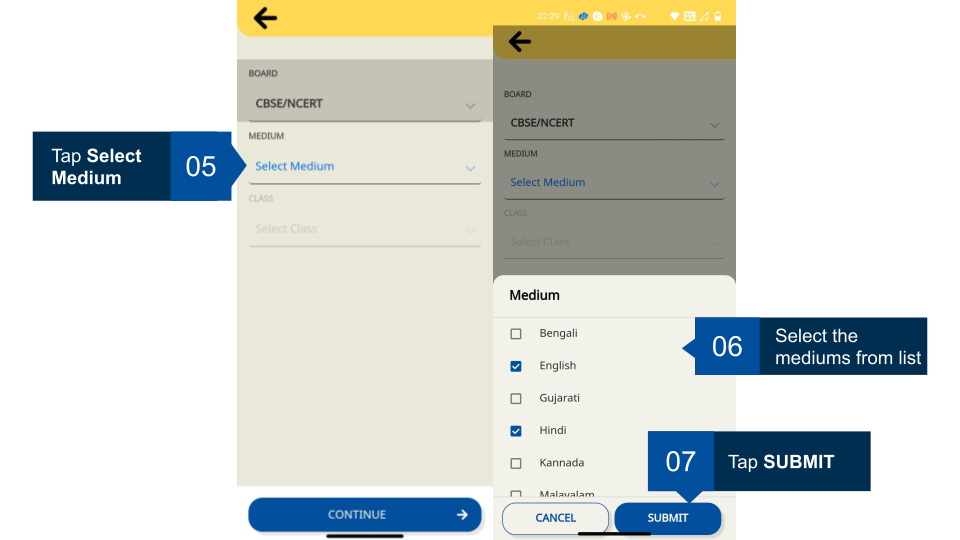 BOARD
CBSE/NCERT
MEDIUM
Select Medium
CLASS
Select Class
CONTINUE
Tap Select
Medium
05
22:29
BOARD
CBSE/NCERT
MEDIUM
Select Medium
CLASS
Select Class
Medium
Bengali
English
Gujarati
Hindi
Kannada
Malayalam
CANCEL
SUBMIT
06
Select the
mediums from list
07
Tap SUBMIT